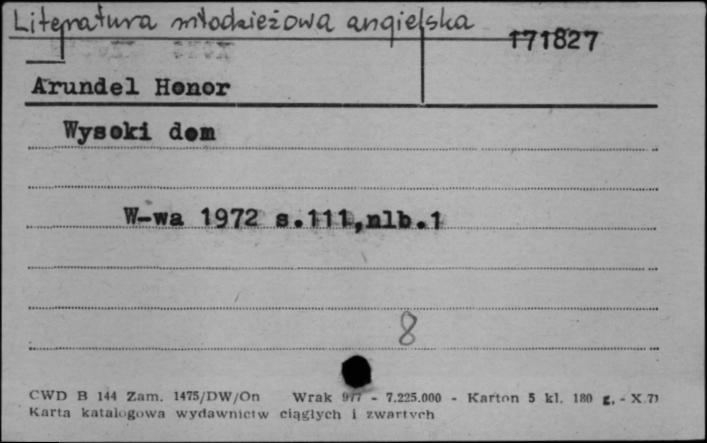 Literatura młodzieżowa angielska
171827
Arundel Honor
Wysoki dom
W-wa 1972 s.111,nlb.1
8
CWD B 144 Zam. 1475/DW/On Wrak 977 - 7.225.000 - Karton 5 kl. 180 g. - X.71
Karta katalogowa wydawnictw ciągłych i zwartych